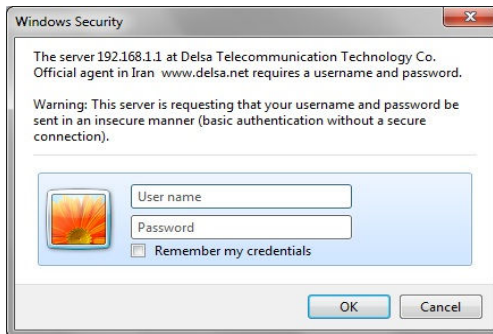 Windows Security
x
The server 192.168.1.1 at Delsa Telecommunication Technology Co.
Official agent in Iran  www.delsa.net requires a username and password.
Warning: This server is requesting that your username and password be
sent in an insecure manner (basic authentication without a secure
connection).
User name
Password
Remember my credentials
OK
Cancel